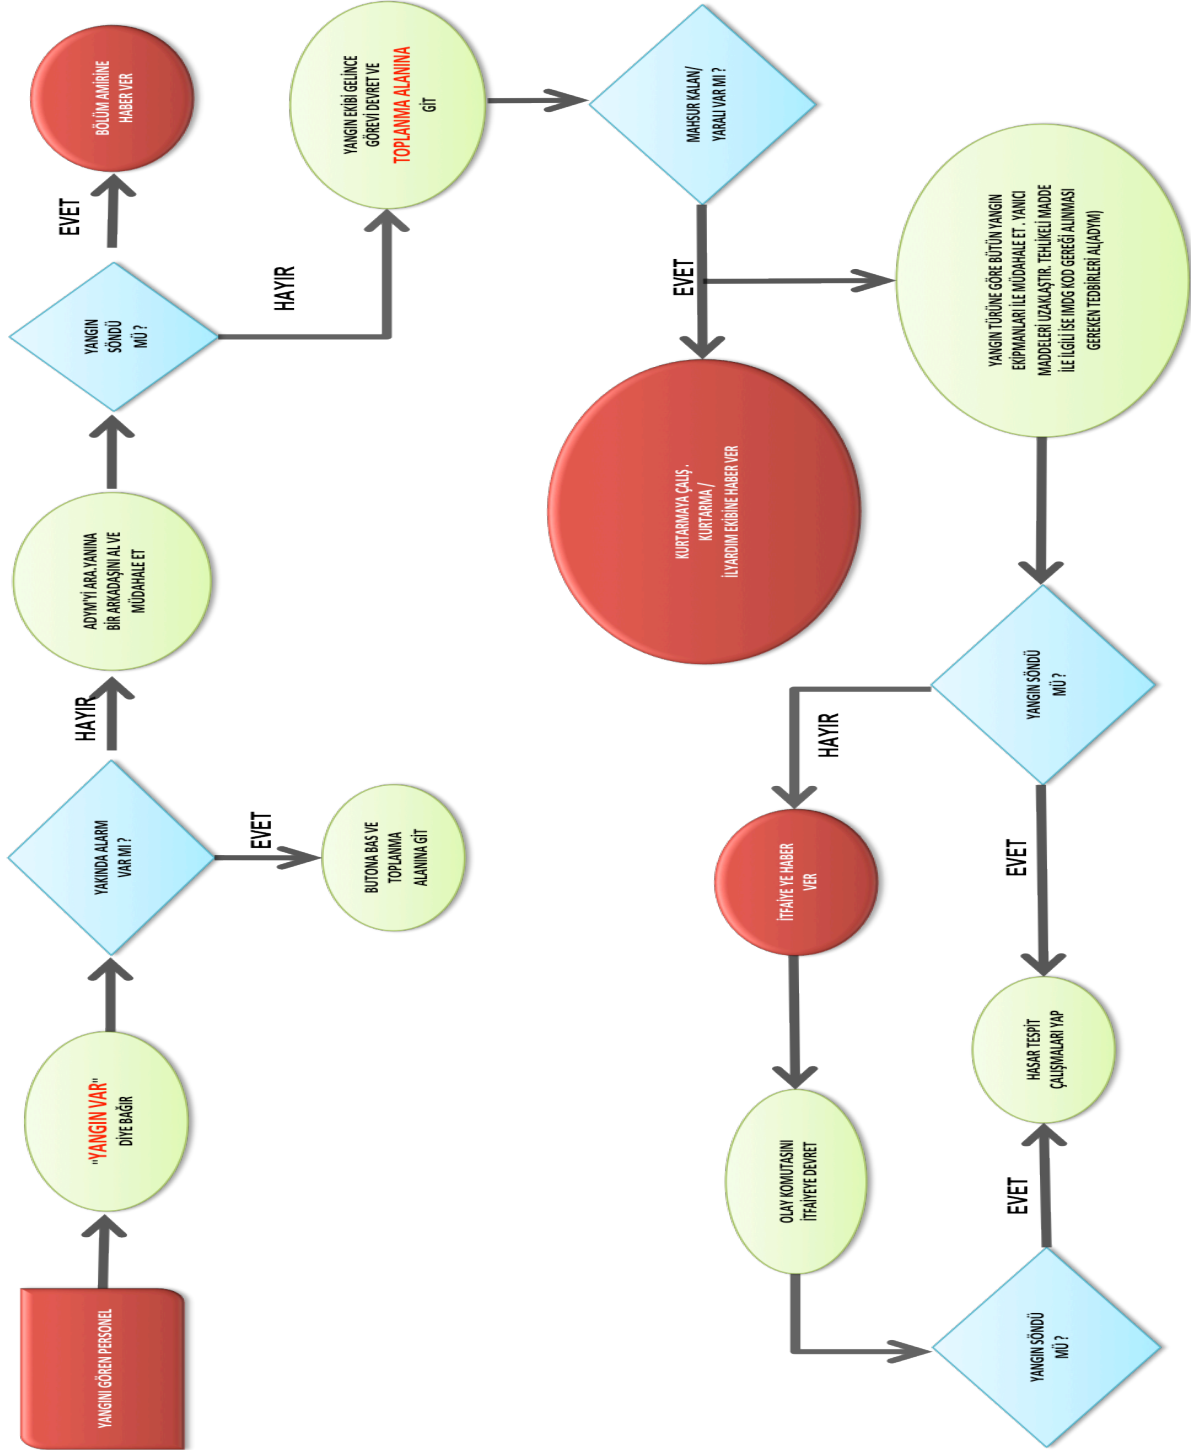 YANGINI GÖREN PERSONEL
"YANGIN VAR"
DİYE BAĞIR
YAKINDA ALARM
VAR MI ?
EVET
BUTONA BAS VE
TOPLANMA
ALANINA GİT
HAYIR
ADYM'Yİ ARA.YANINA
BİR ARKADAŞINI AL VE
MÜDAHALE ET
YANGIN
SÖNDÜ
MÜ ?
EVET
BÖLÜM AMİRİNE
HABER VER
HAYIR
YANGIN EKİBİ GELİNCE
GÖREVİ DEVRET VE
TOPLANMA ALANINA
GİT
MAHSUR KALAN/
YARALI VAR MI ?
EVET
KURTARMAYA ÇALIŞ .
KURTARMA /
İLYARDIM EKİBİNE HABER VER
YANGIN TÜRÜNE GÖRE BÜTÜN YANGIN
EKİPMANLARI İLE MÜDAHALE ET . YANICI
MADDELERİ UZAKLAŞTIR. TEHLİKELİ MADDE
İLE İLGİLİ İSE IMDG KOD GEREĞİ ALINMASI
GEREKEN TEDBİRLERİ AL(ADYM)
YANGIN SÖNDÜ
MÜ ?
HAYIR
İTFAİYE YE HABER
VER
OLAY KOMUTASINI
İTFAİYEYE DEVRET
YANGIN SÖNDÜ
MÜ ?
EVET
HASAR TESPİT
ÇALIŞMALARI YAP
EVET